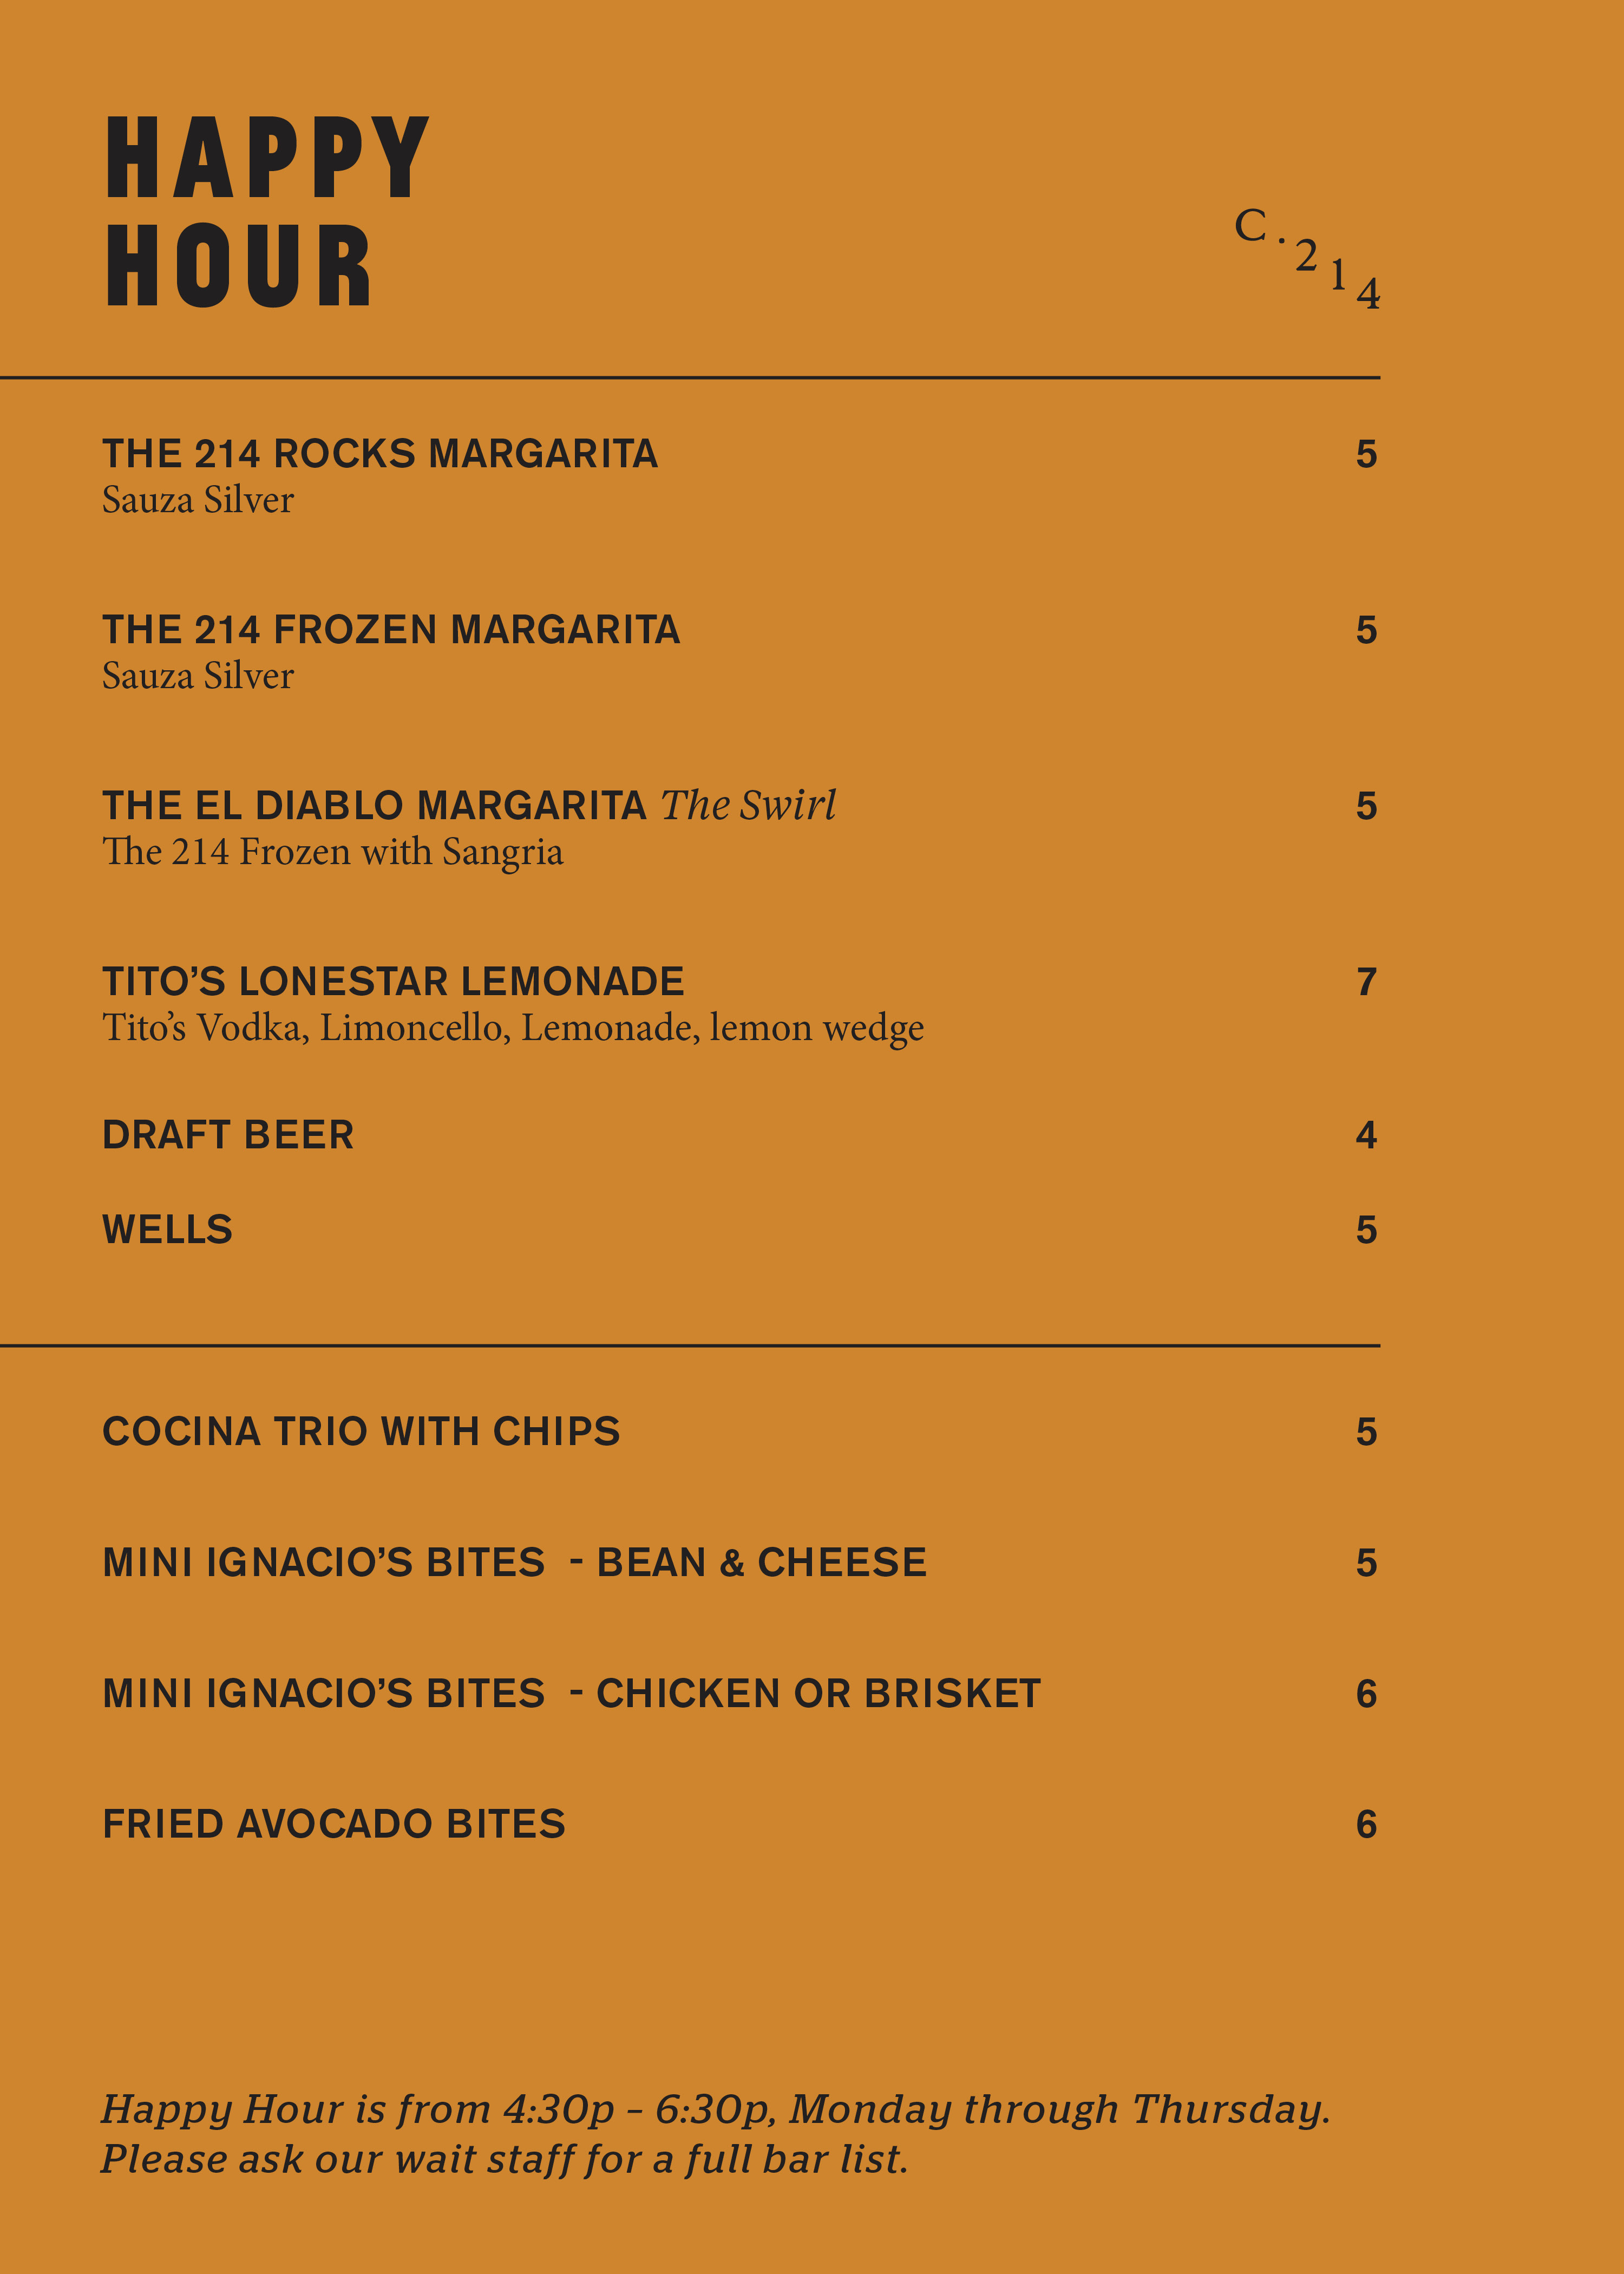 HAPPY
HOUR
C.214
THE 214 ROCKS MARGARITA 5
Sauza Silver
THE 214 FROZEN MARGARITA 5
Sauza Silver
THE EL DIABLO MARGARITA The Swirl 5
The 214 Frozen with Sangria
TITO’S LONESTAR LEMONADE 7
Tito’s Vodka, Limoncello, Lemonade, lemon wedge
DRAFT BEER 4
WELLS 5
COCINA TRIO WITH CHIPS 5
MINI IGNACIO’S BITES - BEAN & CHEESE 5
MINI IGNACIO’S BITES - CHICKEN OR BRISKET 6
FRIED AVOCADO BITES 6
Happy Hour is from 4:30p – 6:30p, Monday through Thursday.
Please ask our wait staff for a full bar list.